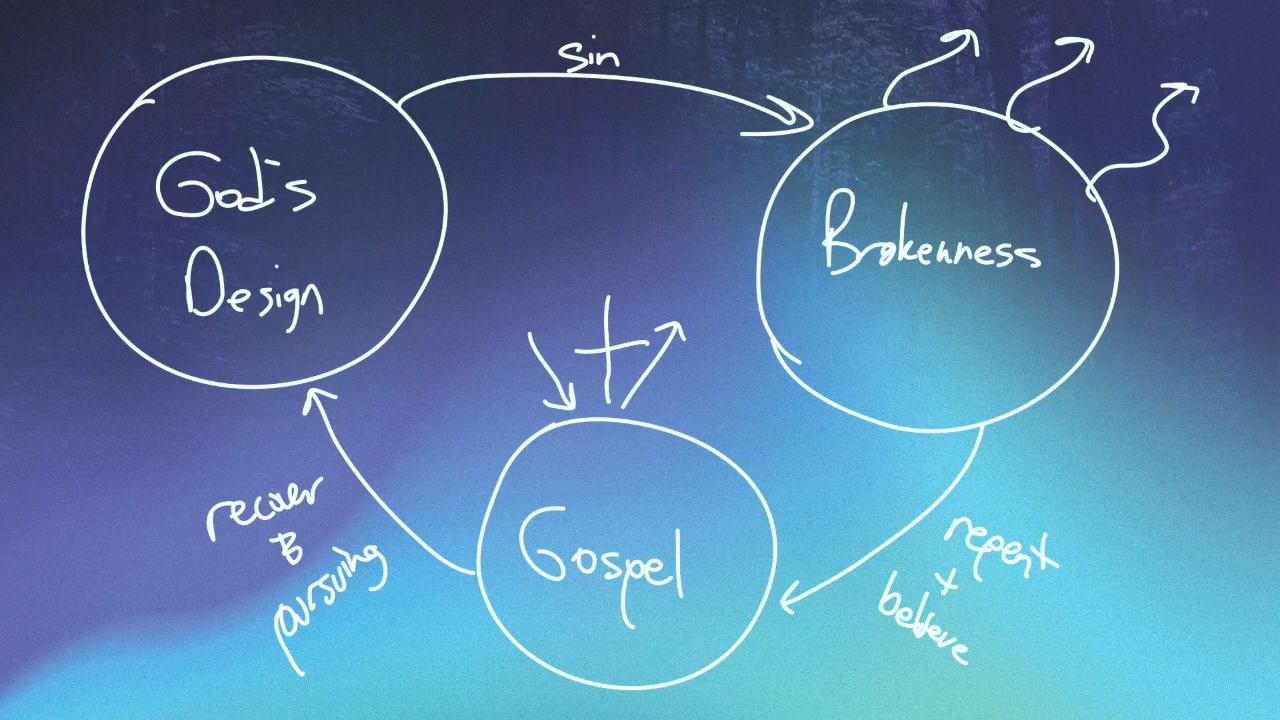 sin
God's
Design
Brokenness
Gospel
recover
&
pursuing
repent
+
believe